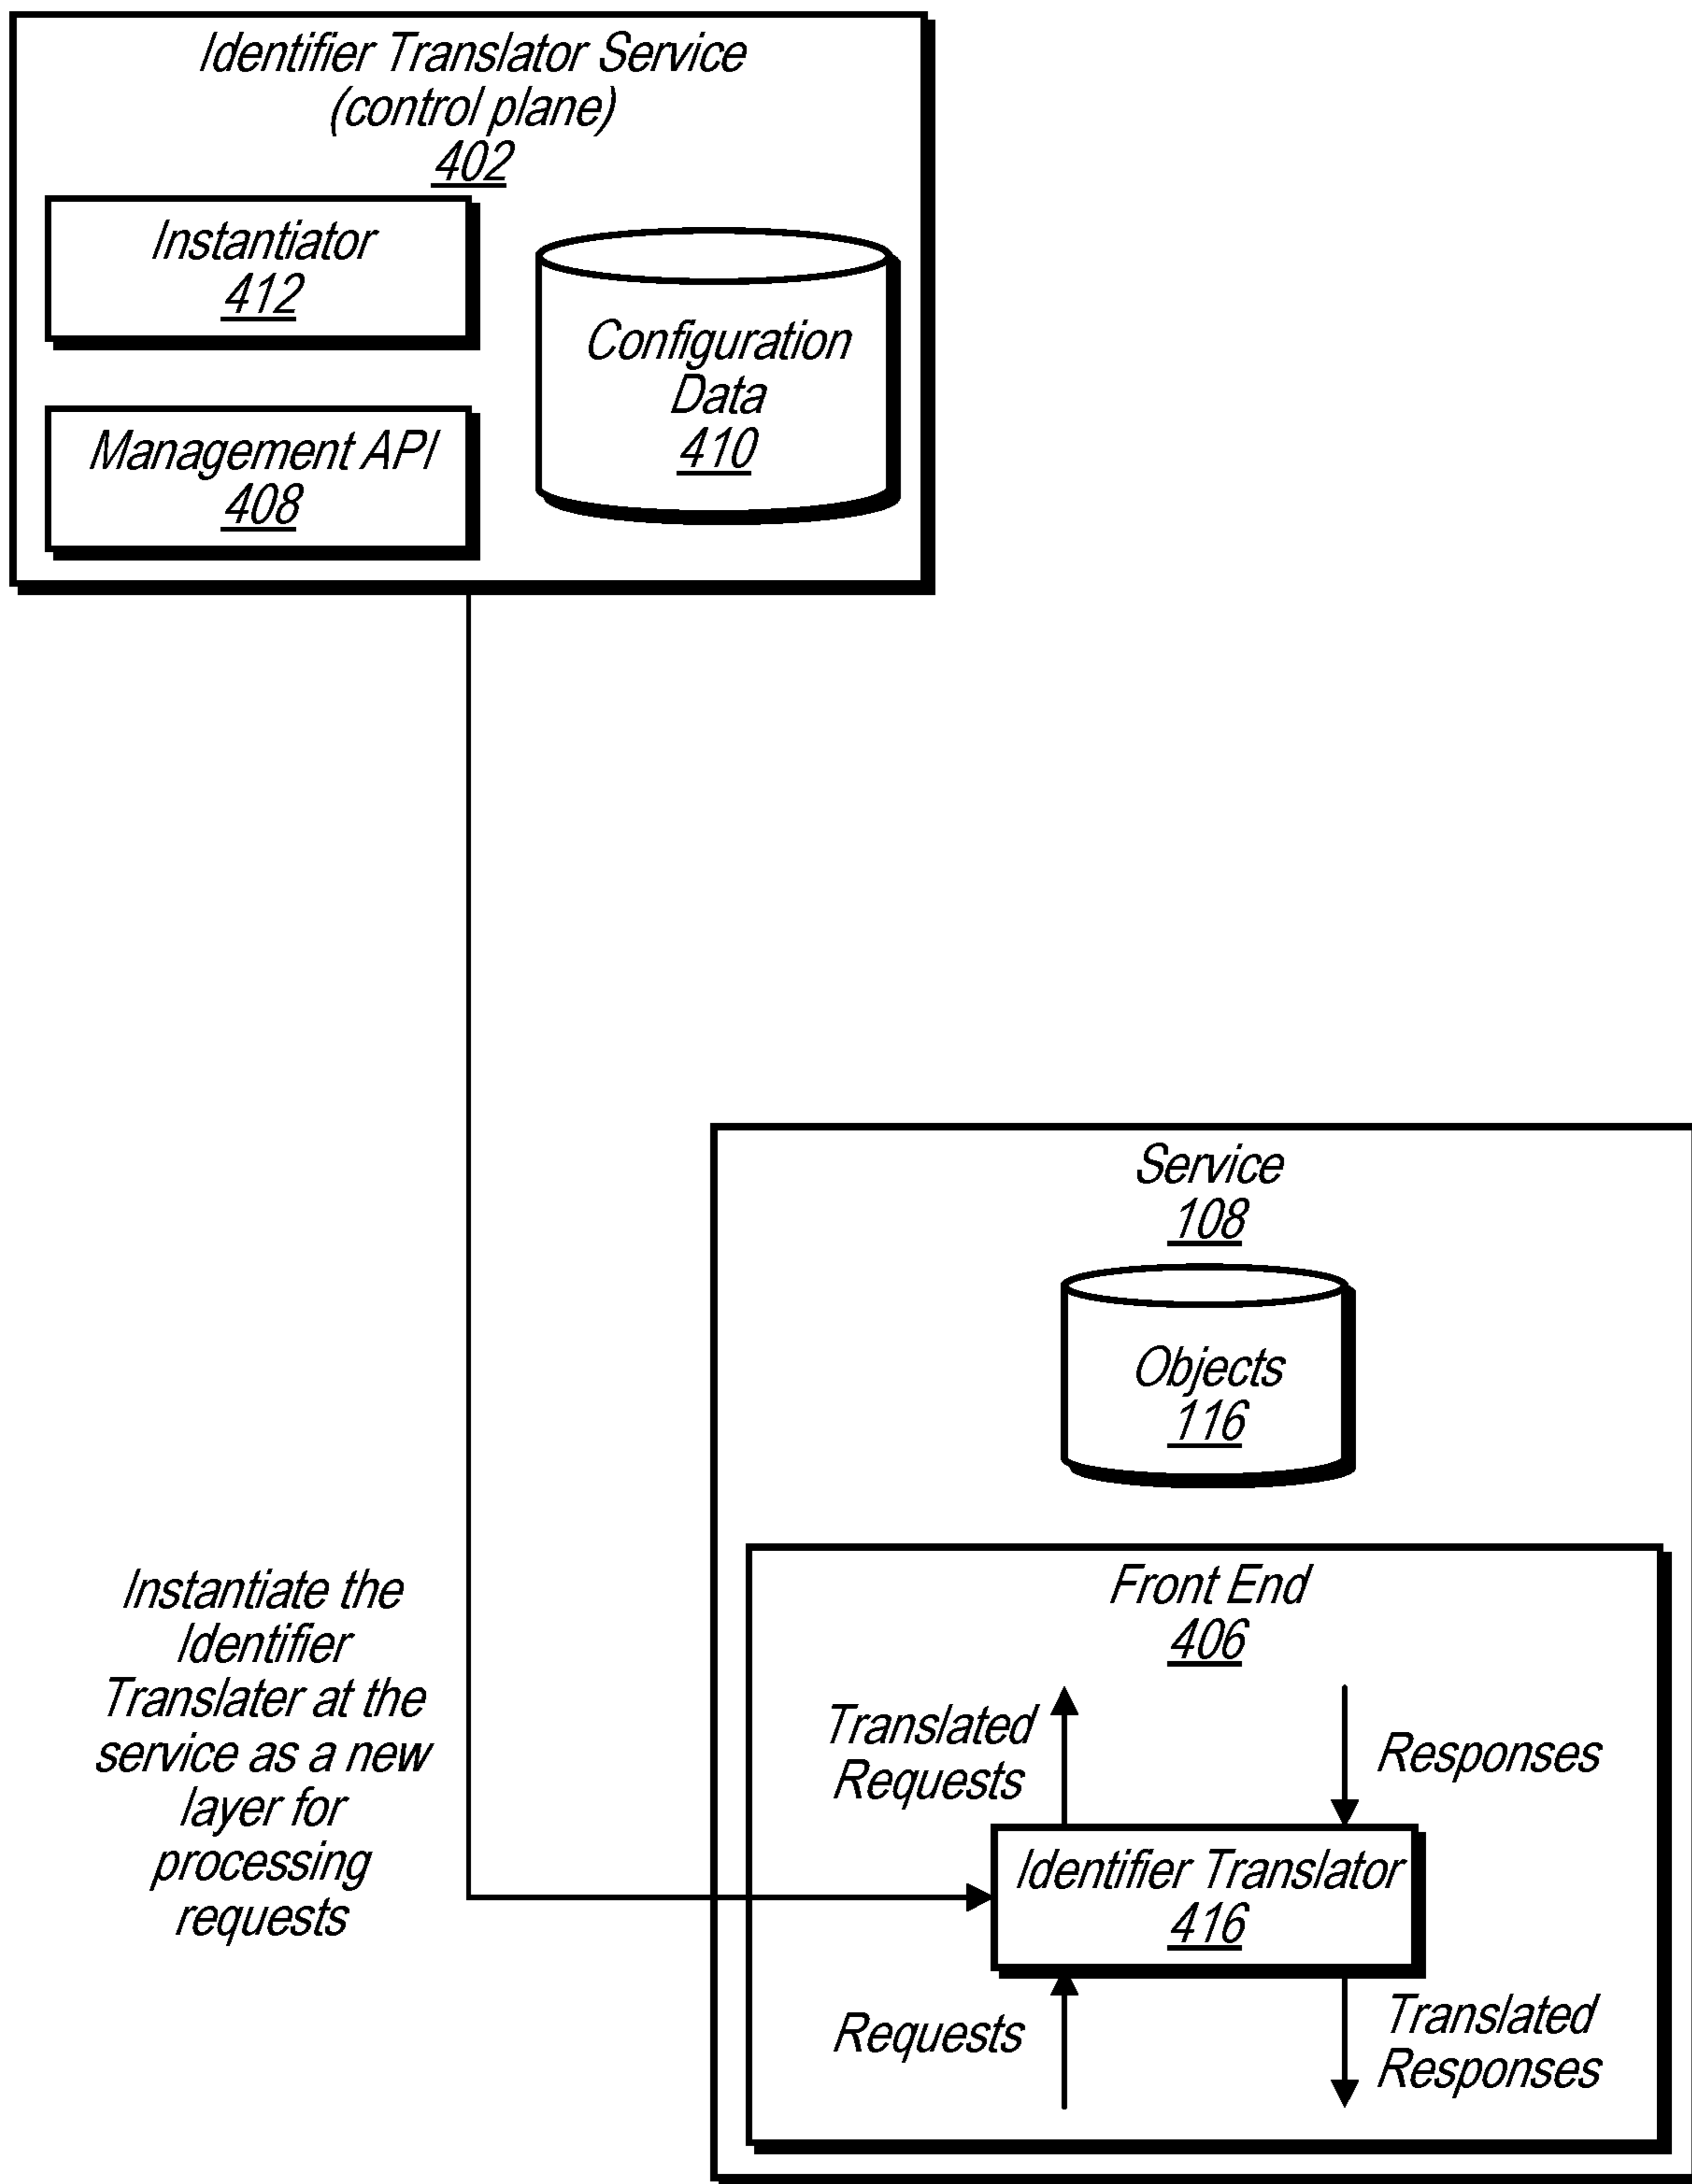 Identifier Translator Service
(control plane)
402
Instantiator
412
Management API
408
Configuration
Data
410
Service
108
Objects
116
Instantiate the
Identifier
Translater at the
service as a new
layer for
processing
requests
Front End
406
Translated
Requests
Responses
Identifier Translator
416
Requests
Translated
Responses